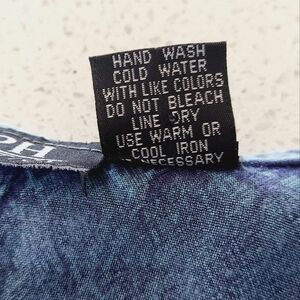 HAND WASH
COLD WATER
WITH LIKE COLORS
DO NOT BLEACH
LINE DRY
USE WARM OR
COOL IRON
NECESSARY